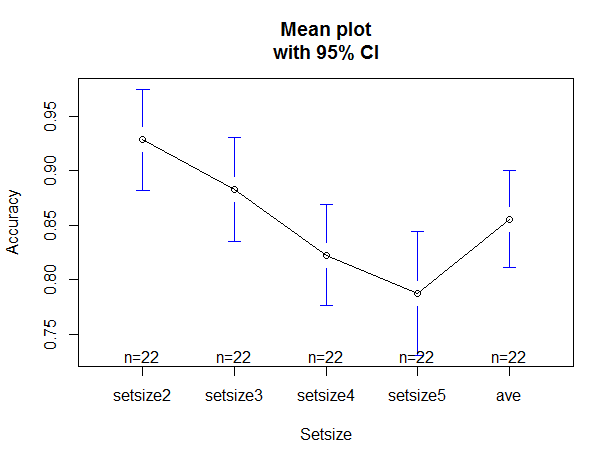 Mean plot
with 95% CI
Accuracy
0.95
0.90
0.85
0.80
0.75
n=22 n=22 n=22 n=22 n=22
setsize2 setsize3 setsize4 setsize5 ave
Setsize